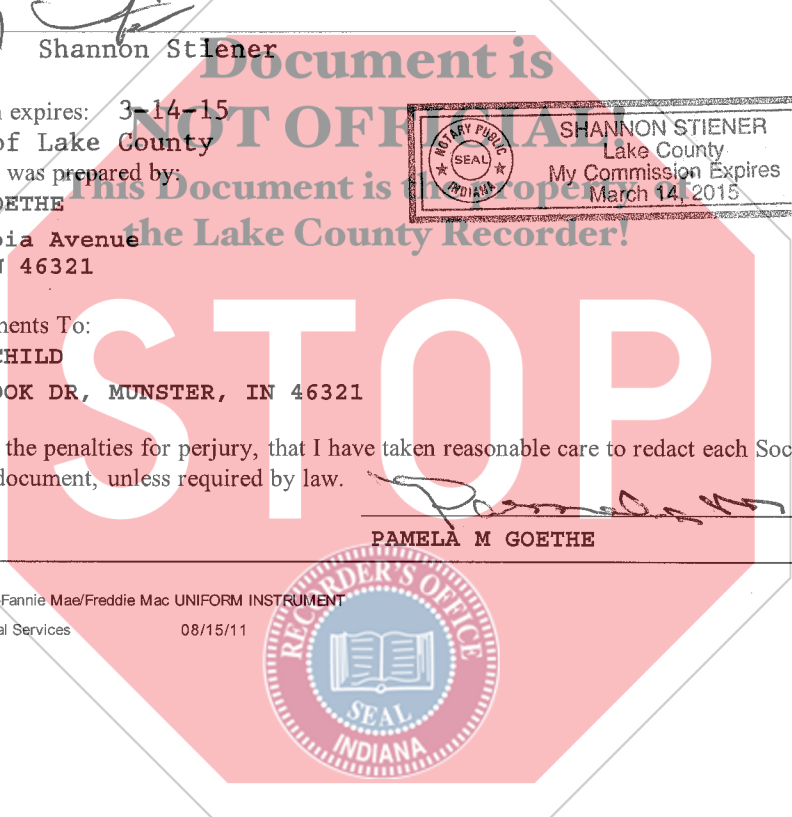 Shannon Stiener
Document is
expires: 3-14-15
NOT OFFICIAL!
of Lake County
was prepared by:
This Document is the property of
OETHE
bia Avenue
the Lake County Recorder!
46321
SHANNON STIENER
Lake County
My Commission Expires
March 14, 2015
NOTARY PUBLIC
SEAL
INDIANA
ments To:
CHILD
OOK DR, MUNSTER, IN 46321
STOP
the penalties for perjury, that I have taken reasonable care to redact each Soc
document, unless required by law.
PAMELA M GOETHE
Fannie Mae/Freddie Mac UNIFORM INSTRUMENT
al Services 08/15/11
RECORDER'S OFFICE
SEAL
INDIANA